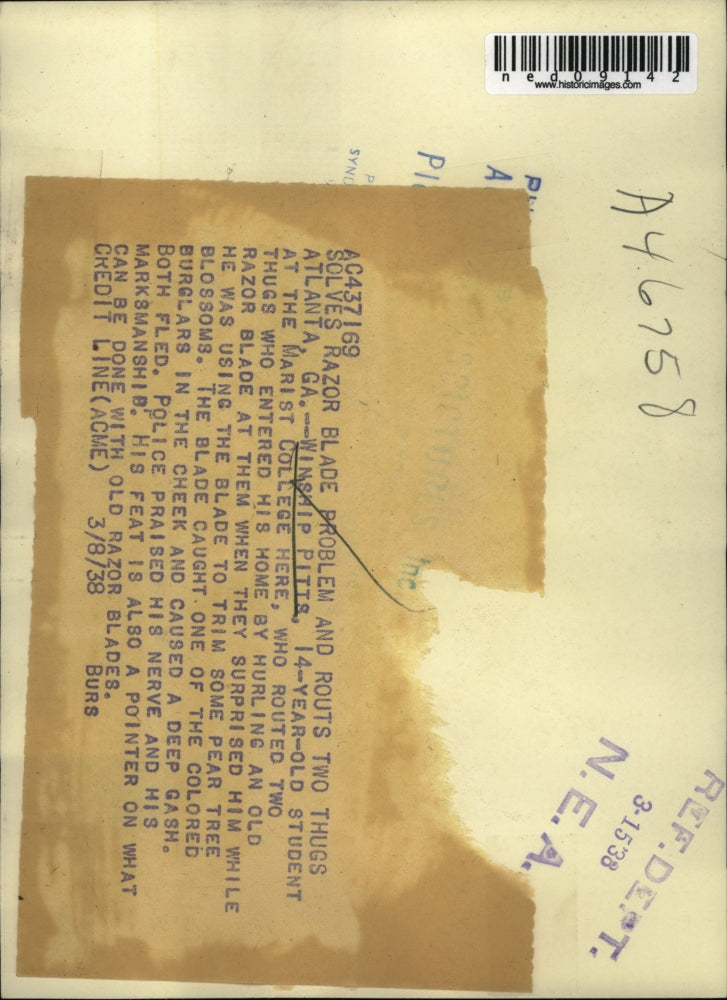 ned09142
www.historicimages.com
A46758
REF. DEPT.
3-15'38
N.E.A.
SYND
Inc
AC437169
SOLVES RAZOR BLADE PROBLEM AND ROUTS TWO THUGS
ATLANTA, GA.--WINSHIP PITTS, 14-YEAR-OLD STUDENT
AT THE MARIST COLLEGE HERE, WHO ROUTED TWO
THUGS WHO ENTERED HIS HOME BY HURLING AN OLD
RAZOR BLADE AT THEM WHEN THEY SURPRISED HIM WHILE
HE WAS USING THE BLADE TO TRIM SOME PEAR TREE
BLOSSOMS. THE BLADE CAUGHT ONE OF THE COLORED
BURGLARS IN THE CHEEK AND CAUSED A DEEP GASH.
BOTH FLED. POLICE PRAISED HIS NERVE AND HIS
MARKSMANSHIP. HIS FEAT IS ALSO A POINTER ON WHAT
CAN BE DONE WITH OLD RAZOR BLADES.
CREDIT LINE(ACME) 3/8/38 BURS